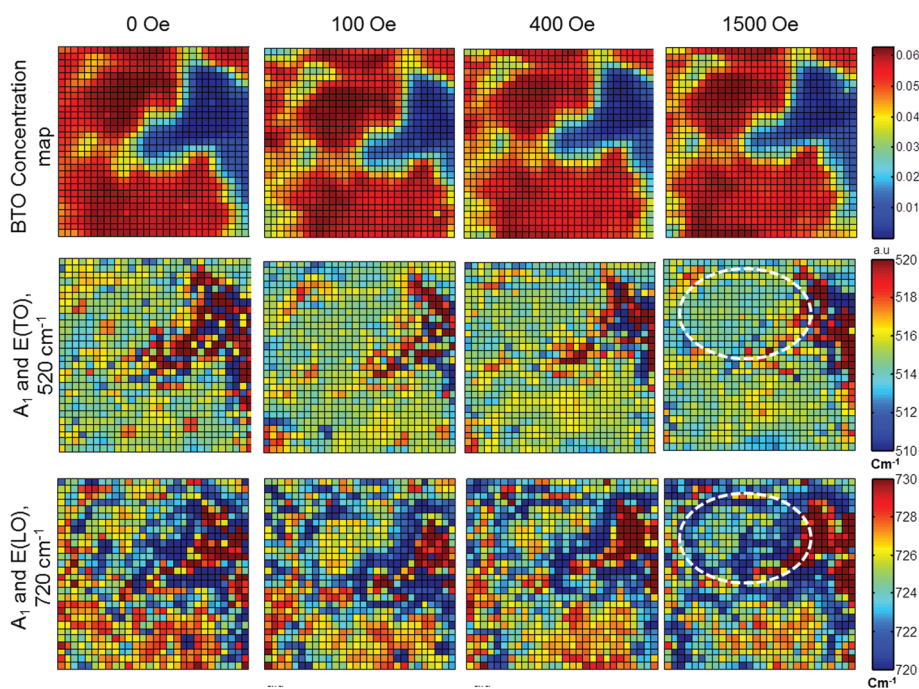 0 Oe 100 Oe 400 Oe 1500 Oe
BTO Concentration
map
0.06
0.04
0.03
0.02
0.01
a.u
A₁ and E(TO),
520 cm⁻¹
520
518
516
514
512
510
Cm⁻¹
A₁ and E(LO),
720 cm⁻¹
730
728
726
724
722
720
Cm⁻¹